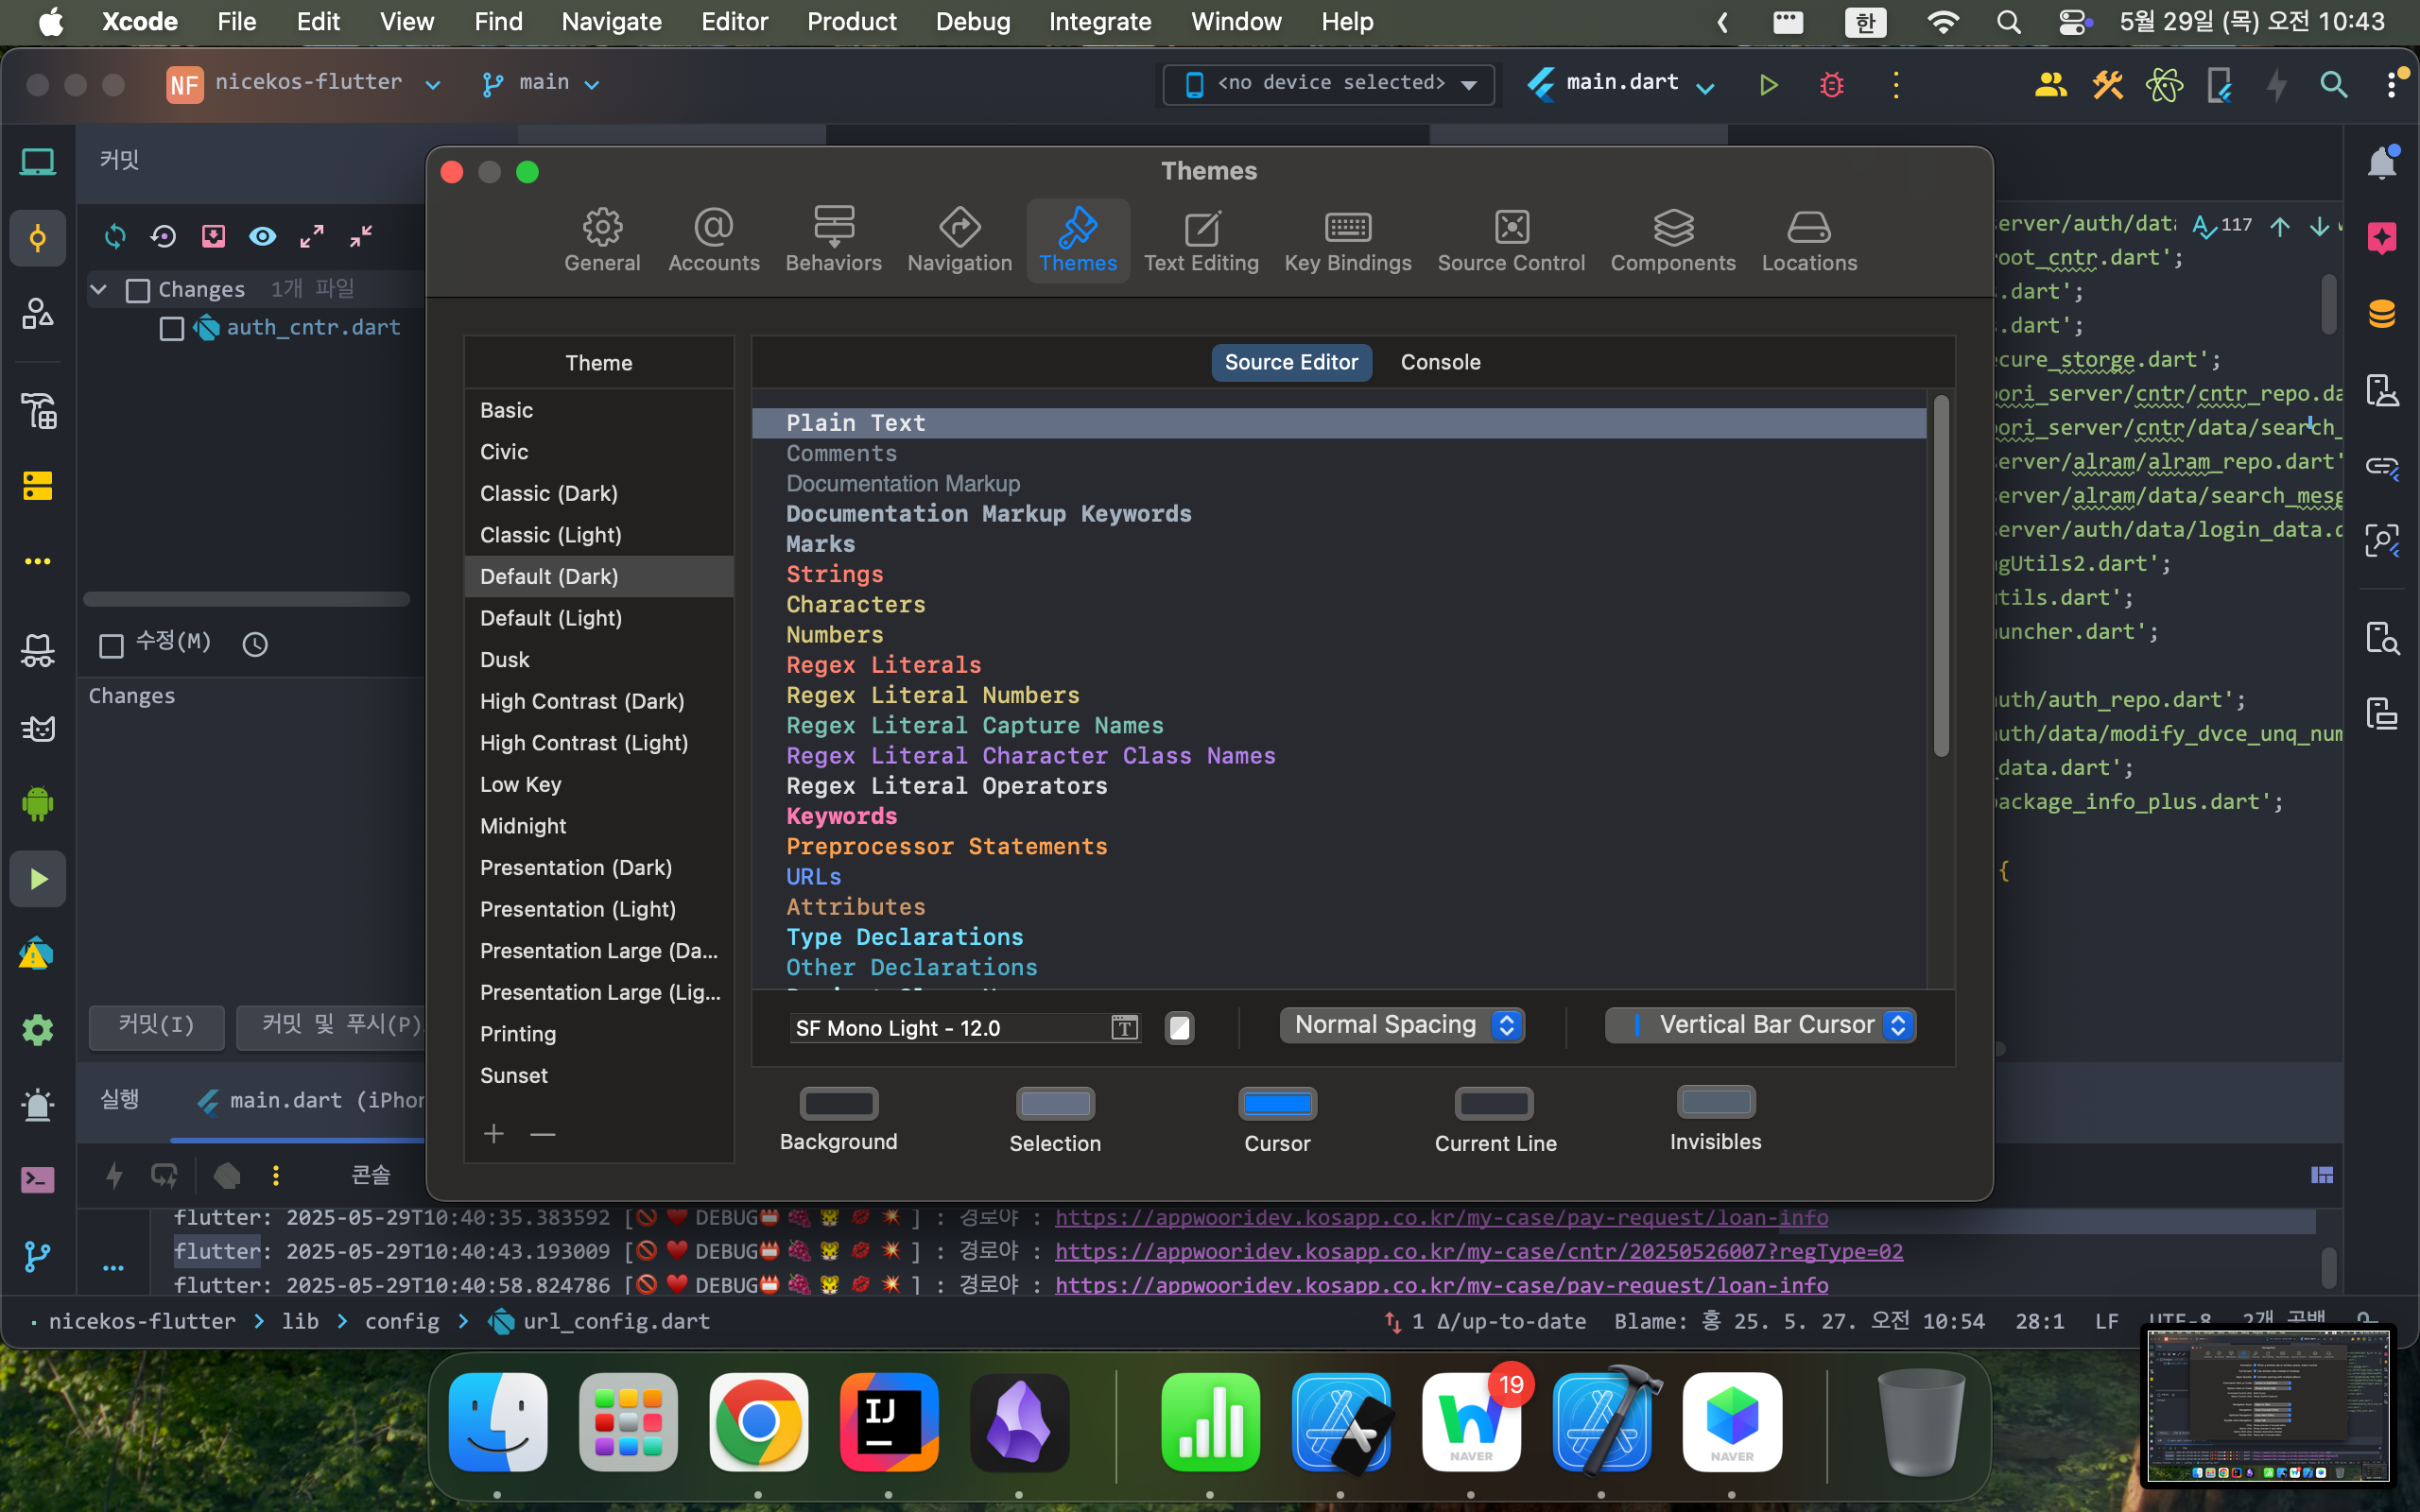 Xcode File Edit View Find Navigate Editor Product Debug Integrate Window Help 한 5월 29일 (목) 오전 10:43
NF nicekos-flutter main <no device selected> main.dart
커밋
Themes
General Accounts Behaviors Navigation Themes Text Editing Key Bindings Source Control Components Locations
Changes 1개 파일
auth_cntr.dart
수정(M)
Changes
커밋(I) 커밋 및 푸시(P)
Theme
Basic
Civic
Classic (Dark)
Classic (Light)
Default (Dark)
Default (Light)
Dusk
High Contrast (Dark)
High Contrast (Light)
Low Key
Midnight
Presentation (Dark)
Presentation (Light)
Presentation Large (Da...
Presentation Large (Lig...
Printing
Sunset
Source Editor Console
Plain Text
Comments
Documentation Markup
Documentation Markup Keywords
Marks
Strings
Characters
Numbers
Regex Literals
Regex Literal Numbers
Regex Literal Capture Names
Regex Literal Character Class Names
Regex Literal Operators
Keywords
Preprocessor Statements
URLs
Attributes
Type Declarations
Other Declarations
SF Mono Light - 12.0 T Normal Spacing Vertical Bar Cursor
Background Selection Cursor Current Line Invisibles
erver/auth/data 117
oot_cntr.dart';
.dart';
.dart';
cure_storge.dart';
ori_server/cntr/cntr_repo.da
ori_server/cntr/data/search_
erver/alram/alram_repo.dart'
erver/alram/data/search_mesg
erver/auth/data/login_data.d
gUtils2.dart';
tils.dart';
uncher.dart';
uth/auth_repo.dart';
uth/data/modify_dvce_unq_num
_data.dart';
ackage_info_plus.dart';
{
실행 main.dart (iPhon
콘솔
flutter: 2025-05-29T10:40:35.383592 [🚫 ❤️ DEBUG📛 🍇 🐯 💋 💥 ] : 경로야 : https://appwooridev.kosapp.co.kr/my-case/pay-request/loan-info
flutter: 2025-05-29T10:40:43.193009 [🚫 ❤️ DEBUG📛 🍇 🐯 💋 💥 ] : 경로야 : https://appwooridev.kosapp.co.kr/my-case/cntr/20250526007?regType=02
flutter: 2025-05-29T10:40:58.824786 [🚫 ❤️ DEBUG📛 🍇 🐯 💋 💥 ] : 경로야 : https://appwooridev.kosapp.co.kr/my-case/pay-request/loan-info
nicekos-flutter > lib > config > url_config.dart 1 Δ/up-to-date Blame: 홍 25. 5. 27. 오전 10:54 28:1 LF UTF-8 2개 공백
IJ NAVER 19 NAVER